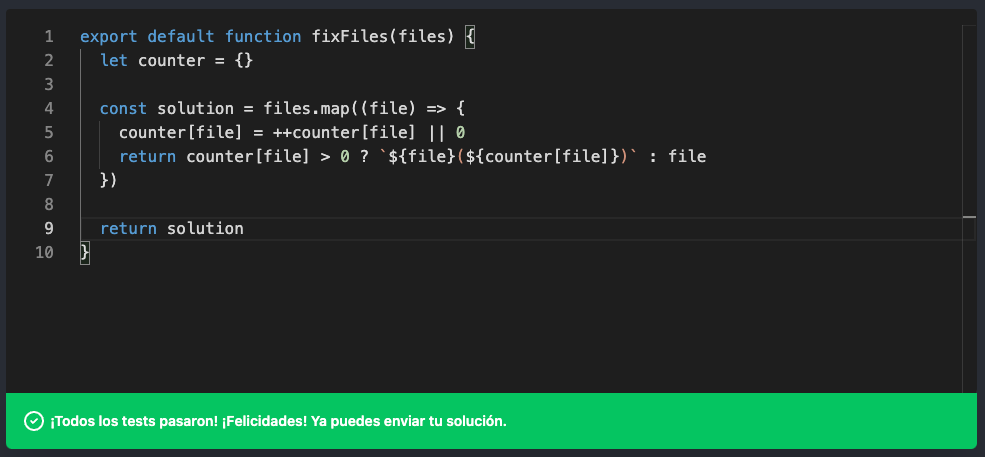 1 export default function fixFiles(files) {
2 let counter = {}
3
4 const solution = files.map((file) => {
5 counter[file] = ++counter[file] || 0
6 return counter[file] > 0 ? `${file}(${counter[file]})` : file
7 })
8
9 return solution
10 }
¡Todos los tests pasaron! ¡Felicidades! Ya puedes enviar tu solución.